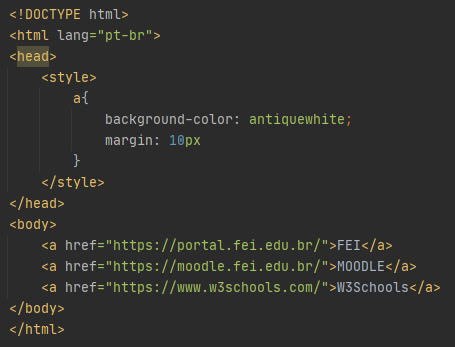 <!DOCTYPE html>
<html lang="pt-br">
<head>
    <style>
        a{
            background-color: antiquewhite;
            margin: 10px
        }
    </style>
</head>
<body>
    <a href="https://portal.fei.edu.br/">FEI</a>
    <a href="https://moodle.fei.edu.br/">MOODLE</a>
    <a href="https://www.w3schools.com/">W3Schools</a>
</body>
</html>